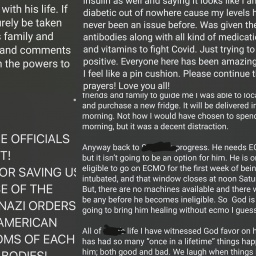 with his life. If
urely be taken
s family and
and comments
n the powers to
E OFFICIALS
T!
OR SAVING US
E OF THE
NAZI ORDERS
AMERICAN
OMS OF EACH
BODIES!
insulin as well and saying it looks like I am
diabetic out of nowhere cause my levels h
never been an issue before. Was given the
antibodies along with all kind of medicatio
and vitamins to fight Covid. Just trying to
positive. Everyone here has been amazing
I feel like a pin cushion. Please continue t
prayers! Love you all!
friends and family to guide me I was able to loca
and purchase a new fridge. It will be delivered in
morning. Not how I would have chosen to spend
morning, but it was a decent distraction.
Anyway back to progress. He needs EC
but it isn't going to be an option for him. He is on
eligible to go on ECMO for the first week of being
intubated, and that window closes at noon Satu
But, there are no machines available and there w
be any before he becomes ineligible. So God is
going to bring him healing without ecmo I guess
All of life I have witnessed God favor on h
has had so many "once in a lifetime" things happ
him; both good and bad. We laugh when things